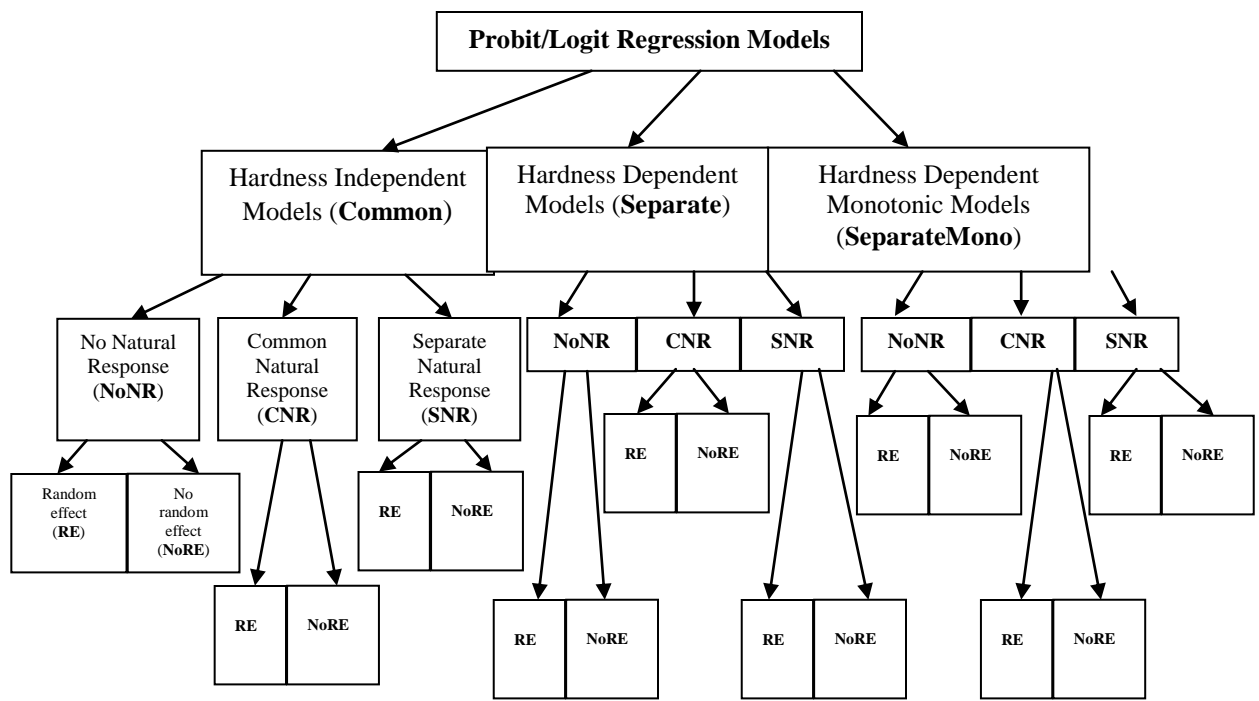 Probit/Logit Regression Models
Hardness Independent
Models (Common)
Hardness Dependent
Models (Separate)
Hardness Dependent
Monotonic Models
(SeparateMono)
No Natural
Response
(NoNR)
Common
Natural
Response
(CNR)
Separate
Natural
Response
(SNR)
NoNR
CNR
SNR
NoNR
CNR
SNR
Random
effect
(RE)
No
random
effect
(NoRE)
RE
NoRE
RE
NoRE
RE
NoRE
RE
NoRE
RE
NoRE
RE
NoRE
RE
NoRE
RE
NoRE